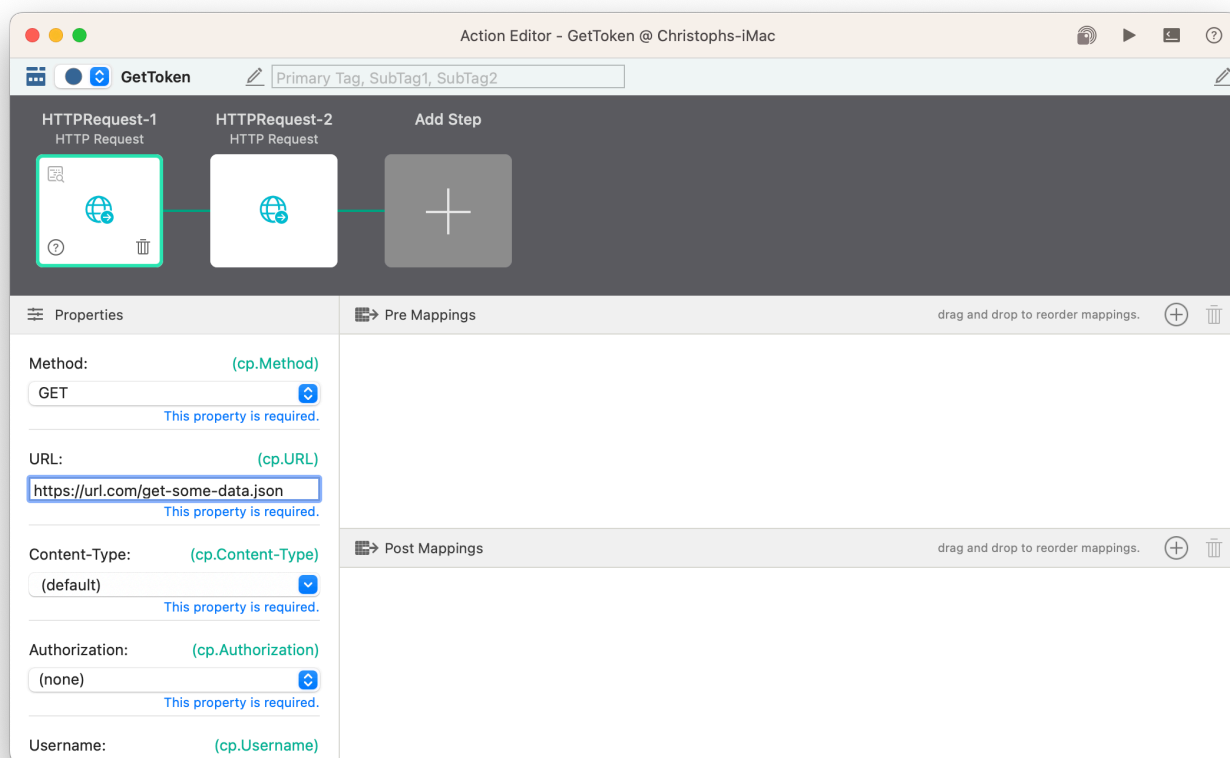 Action Editor - GetToken @ Christophs-iMac
GetToken
Primary Tag, SubTag1, SubTag2
HTTPRequest-1
HTTP Request
HTTPRequest-2
HTTP Request
Add Step
Properties
Pre Mappings
drag and drop to reorder mappings.
Method:
(cp.Method)
GET
This property is required.
URL:
(cp.URL)
https://url.com/get-some-data.json
This property is required.
Post Mappings
drag and drop to reorder mappings.
Content-Type:
(cp.Content-Type)
(default)
This property is required.
Authorization:
(cp.Authorization)
(none)
This property is required.
Username:
(cp.Username)